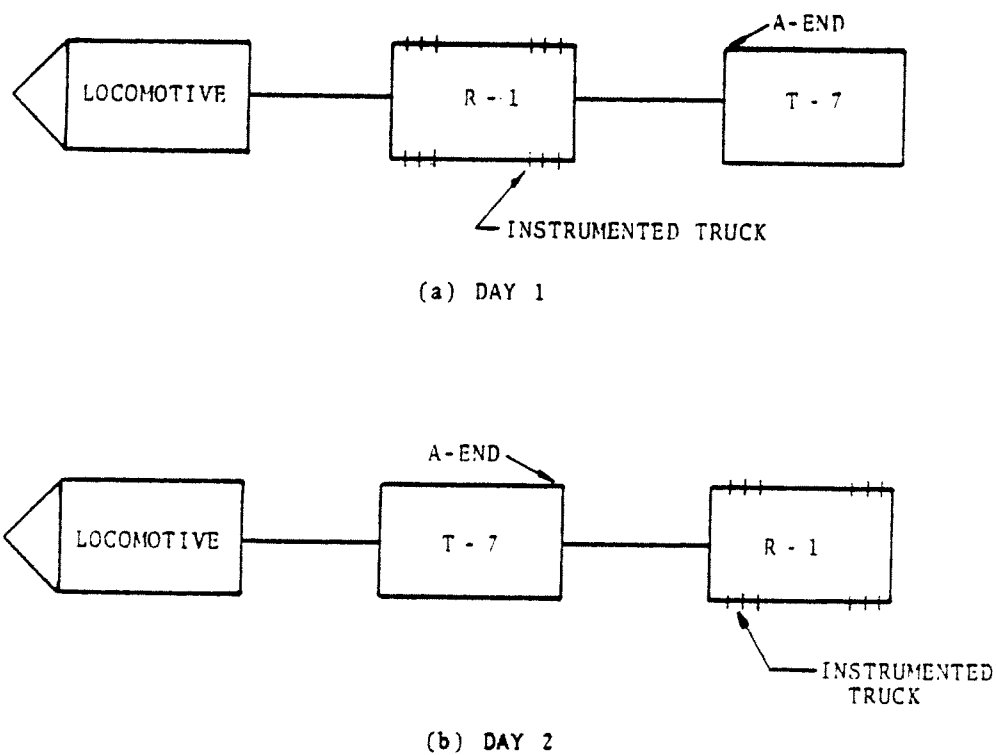 A-END
LOCOMOTIVE
R-1
T-7
INSTRUMENTED TRUCK
(a) DAY 1
A-END
LOCOMOTIVE
T-7
R-1
INSTRUMENTED
TRUCK
(b) DAY 2